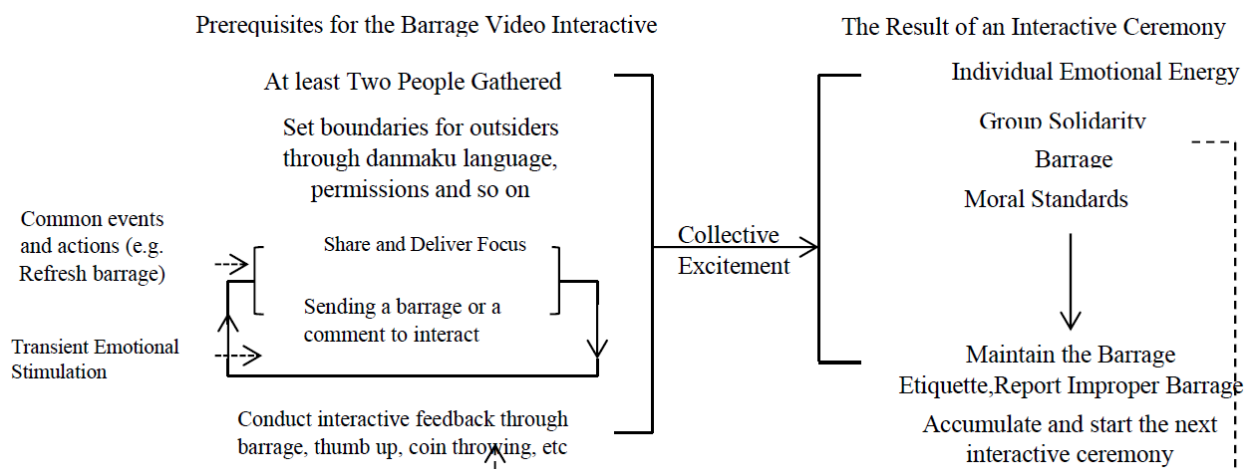 Prerequisites for the Barrage Video Interactive
At least Two People Gathered
Set boundaries for outsiders
through danmaku language,
permissions and so on
Common events
and actions (e.g.
Refresh barrage)
Share and Deliver Focus
Sending a barrage or a
comment to interact
Transient Emotional
Stimulation
Conduct interactive feedback through
barrage, thumb up, coin throwing, etc
Collective
Excitement
The Result of an Interactive Ceremony
Individual Emotional Energy
Group Solidarity
Barrage
Moral Standards
Maintain the Barrage
Etiquette,Report Improper Barrage
Accumulate and start the next
interactive ceremony